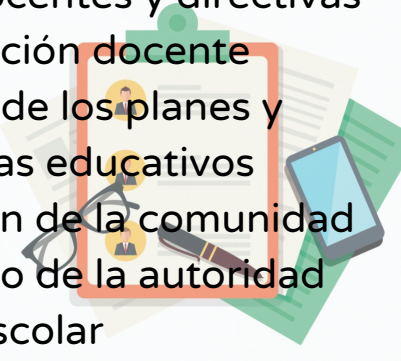 ocentes y directivas
ción docente
de los planes y
as educativos
n de la comunidad
o de la autoridad
scolar